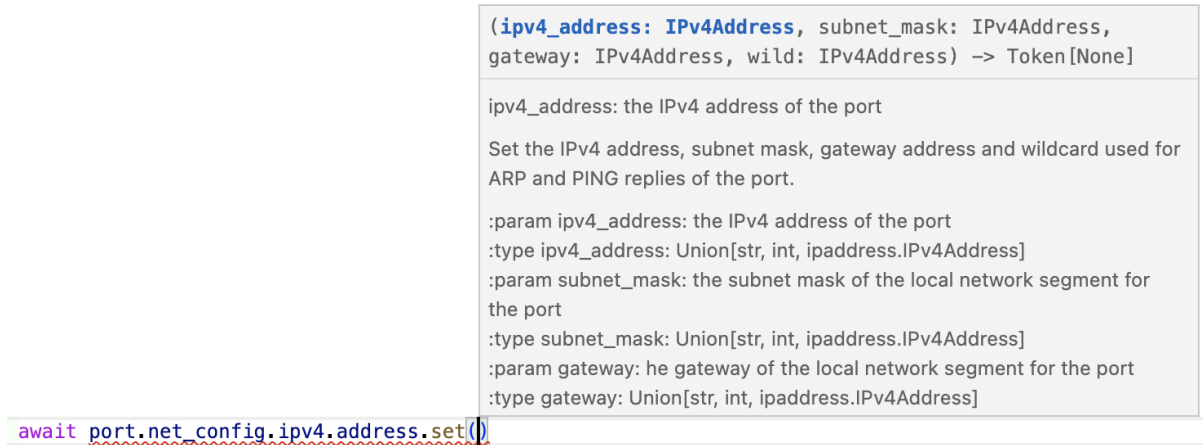 (ipv4_address: IPv4Address, subnet_mask: IPv4Address,
gateway: IPv4Address, wild: IPv4Address) -> Token[None]
ipv4_address: the IPv4 address of the port
Set the IPv4 address, subnet mask, gateway address and wildcard used for
ARP and PING replies of the port.
:param ipv4_address: the IPv4 address of the port
:type ipv4_address: Union[str, int, ipaddress.IPv4Address]
:param subnet_mask: the subnet mask of the local network segment for
the port
:type subnet_mask: Union[str, int, ipaddress.IPv4Address]
:param gateway: he gateway of the local network segment for the port
:type gateway: Union[str, int, ipaddress.IPv4Address]
await port.net_config.ipv4.address.set()